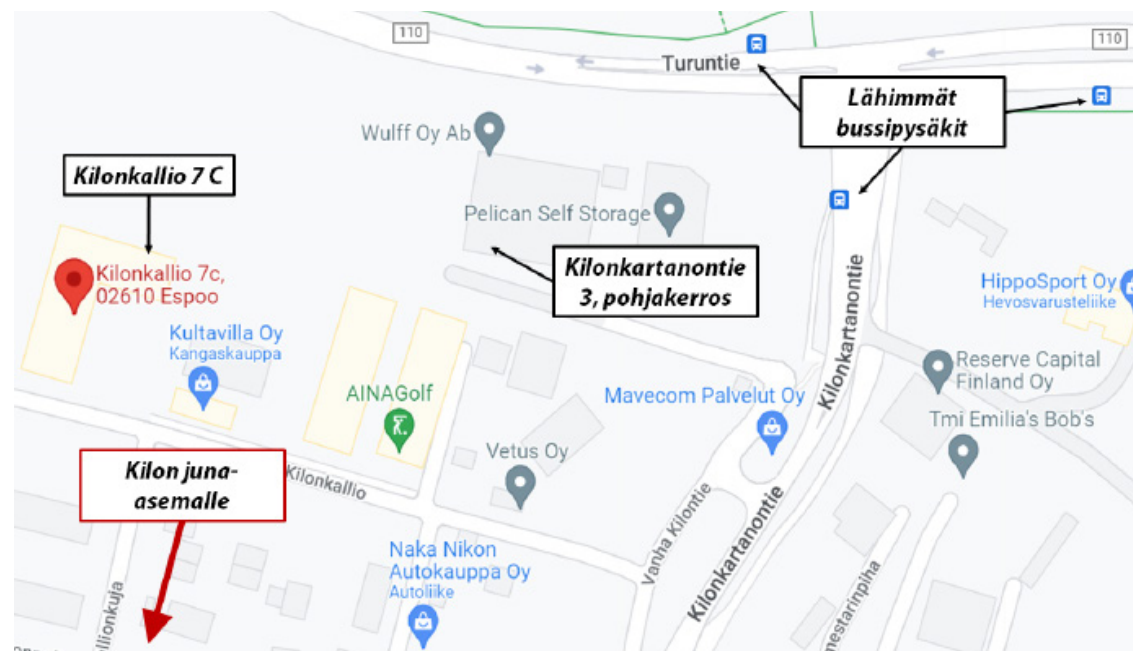 110
110
Turuntie
Lähimmät
bussipysäkit
Wulff Oy Ab
Kilonkallio 7 C
Pelican Self Storage
Kilonkartanontie
3, pohjakerros
Kilonkallio 7c,
02610 Espoo
HippoSport Oy
Hevosvarusteliike
Kultavilla Oy
Kangaskauppa
Kilonkartanontie
Reserve Capital
Finland Oy
AINAGolf
Mavecom Palvelut Oy
Tmi Emilia's Bob's
Vetus Oy
Kilon juna-
asemalle
Kilonkallio
Vanha Kilontie
Kilonkartanontie
Naka Nikon
Autokauppa Oy
Autoliike
llionkuja
nestarinpiha